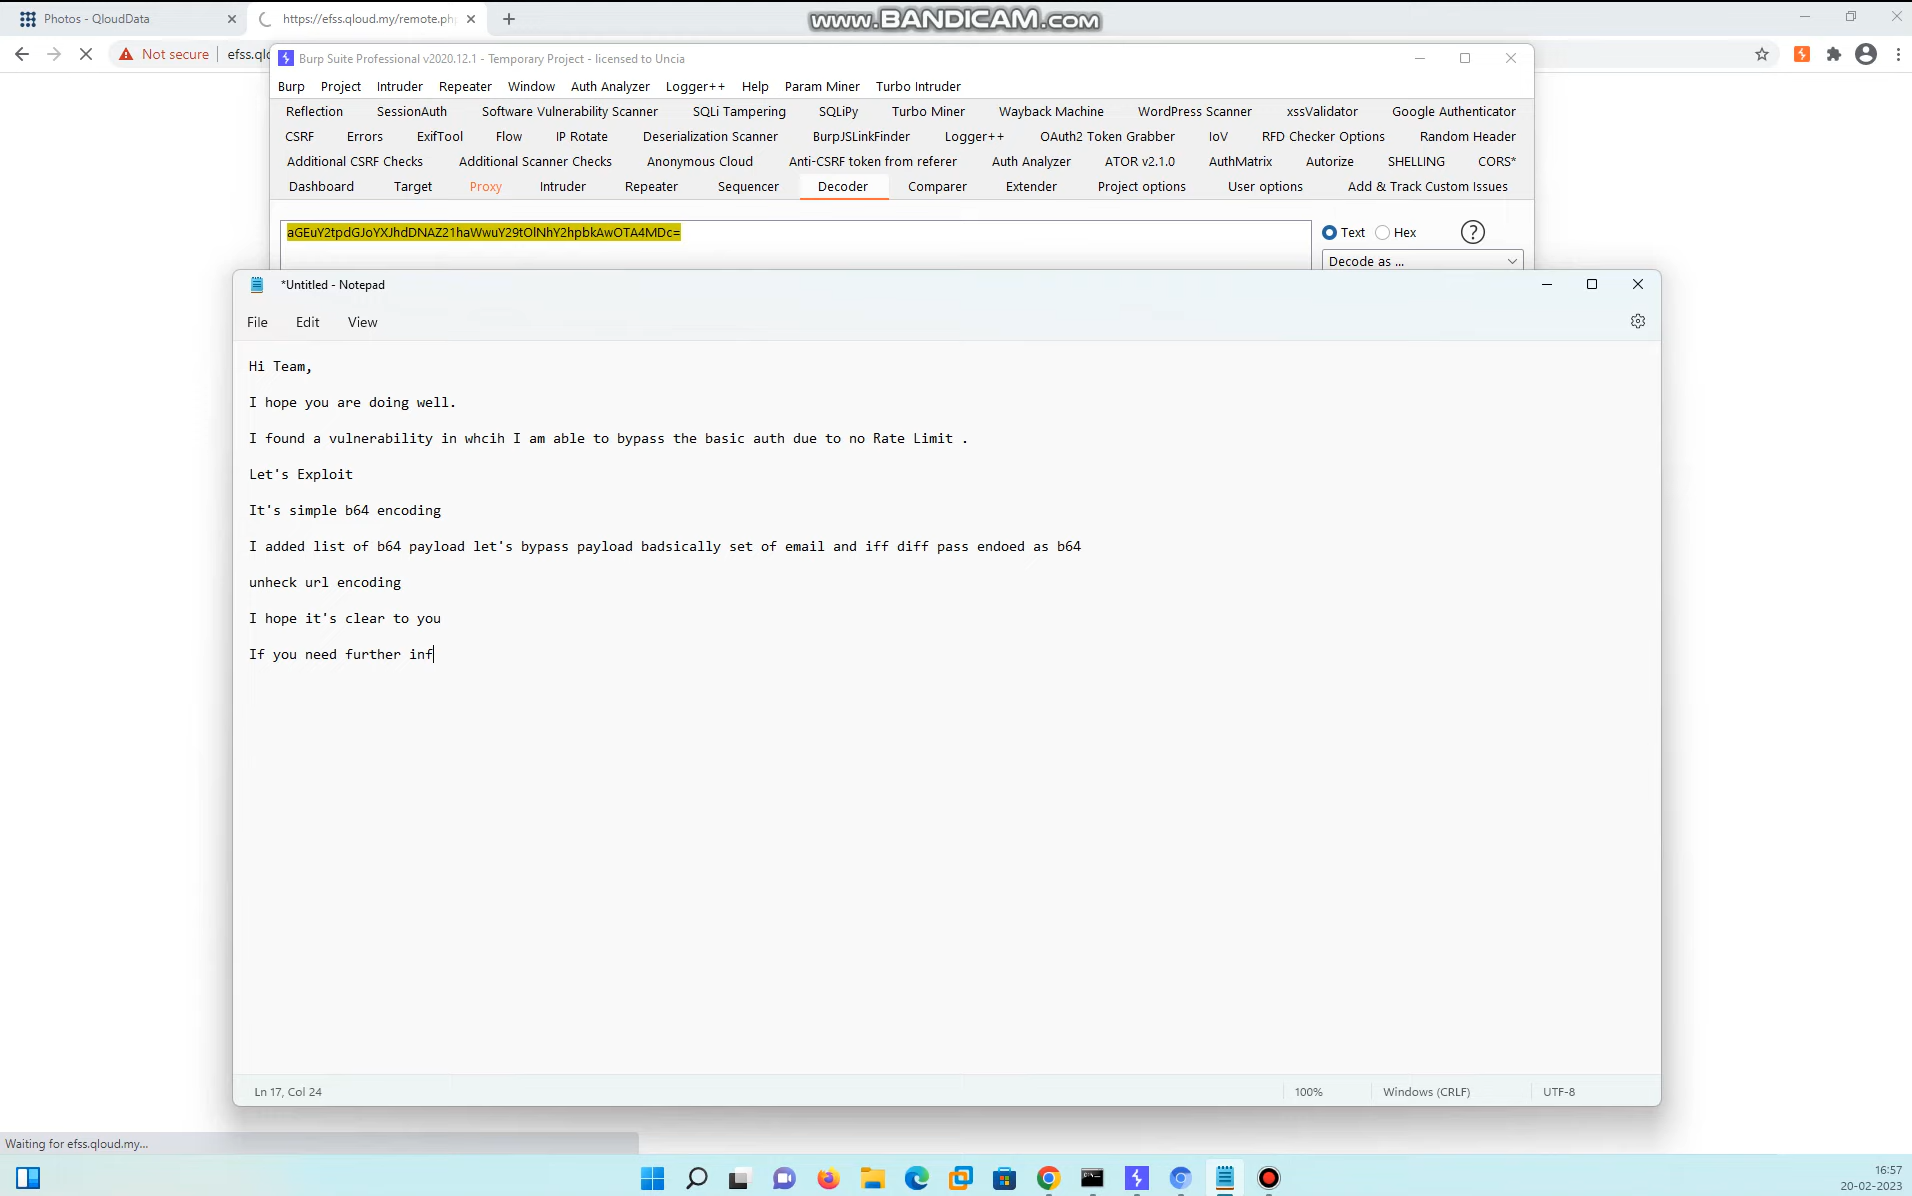 Photos - QloudData
https://efss.qloud.my/remote.php
www.BANDICAM.com
Not secure
efss.qlo
Burp Suite Professional v2020.12.1 - Temporary Project - licensed to Uncia
Burp Project Intruder Repeater Window Auth Analyzer Logger++ Help Param Miner Turbo Intruder
Reflection SessionAuth Software Vulnerability Scanner SQLi Tampering SQLiPy Turbo Miner Wayback Machine WordPress Scanner xssValidator Google Authenticator
CSRF Errors ExifTool Flow IP Rotate Deserialization Scanner BurpJSLinkFinder Logger++ OAuth2 Token Grabber IoV RFD Checker Options Random Header
Additional CSRF Checks Additional Scanner Checks Anonymous Cloud Anti-CSRF token from referer Auth Analyzer ATOR v2.1.0 AuthMatrix Autorize SHELLING CORS*
Dashboard Target Proxy Intruder Repeater Sequencer Decoder Comparer Extender Project options User options Add & Track Custom Issues
aGEuY2tpdGJoYXJhdDNAZ21haWwuY29tOlNhY2hpbkAwOTA4MDc=
Text Hex ?
Decode as ...
*Untitled - Notepad
File Edit View
Hi Team,
I hope you are doing well.
I found a vulnerability in whcih I am able to bypass the basic auth due to no Rate Limit .
Let's Exploit
It's simple b64 encoding
I added list of b64 payload let's bypass payload badsically set of email and iff diff pass endoed as b64
unheck url encoding
I hope it's clear to you
If you need further inf
Ln 17, Col 24
100%
Windows (CRLF)
UTF-8
Waiting for efss.qloud.my...
16:57
20-02-2023